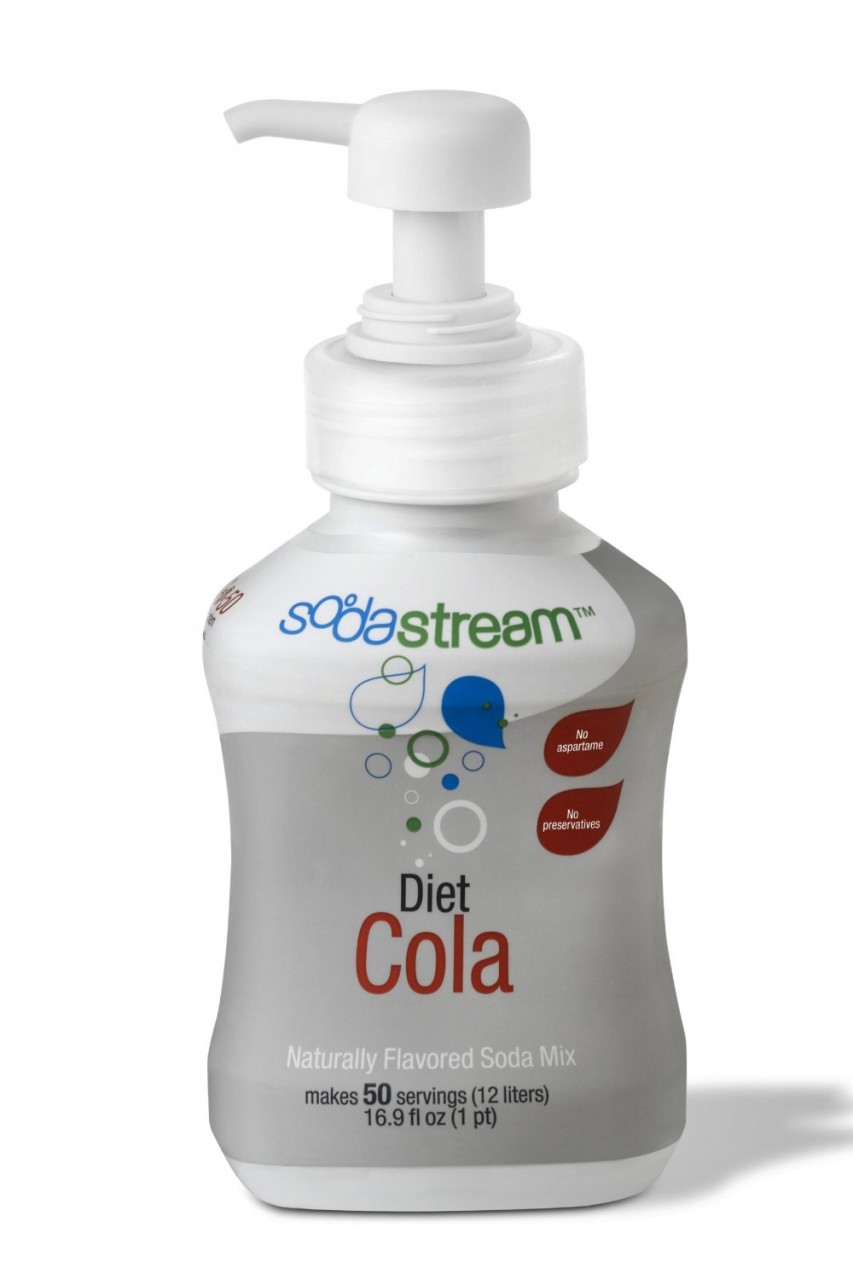 sodastream™
No
aspartame
No
preservatives
Diet
Cola
Naturally Flavored Soda Mix
makes 50 servings (12 liters)
16.9 fl oz (1 pt)